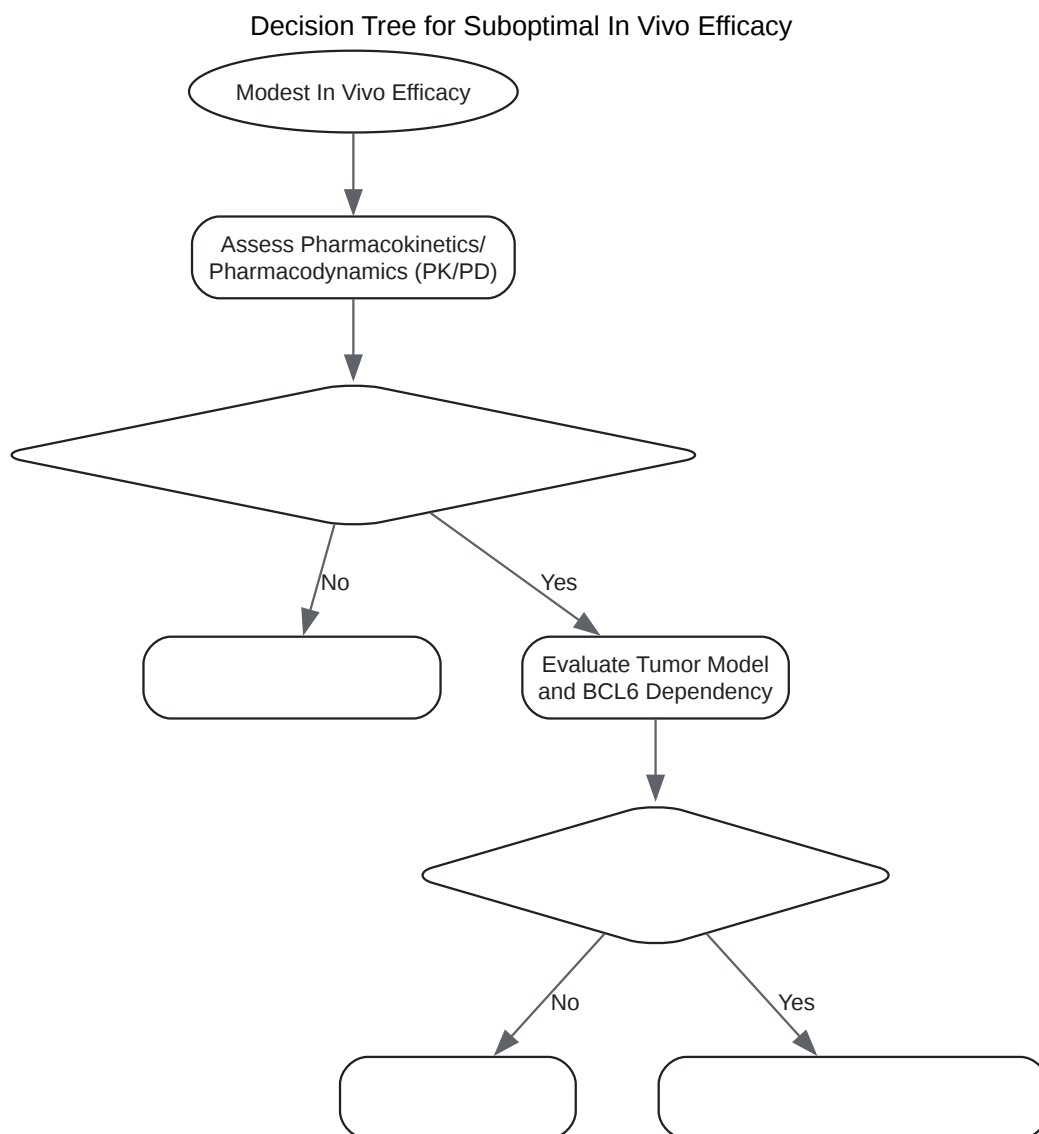 Decision Tree for Suboptimal In Vivo Efficacy
Modest In Vivo Efficacy
Assess Pharmacokinetics/
Pharmacodynamics (PK/PD)
No
Yes
Evaluate Tumor Model
and BCL6 Dependency
No
Yes